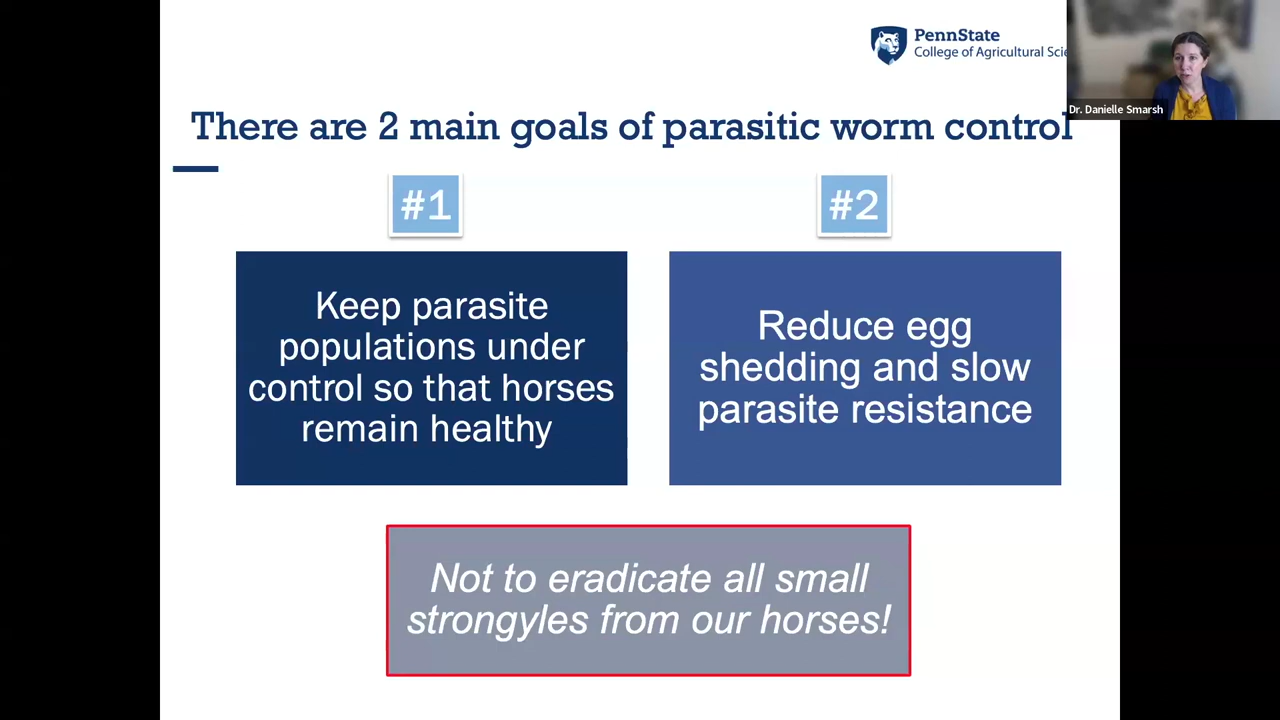 PennState
College of Agricultural
Dr. Danielle Smarsh
There are 2 main goals of parasitic worm control
#1
Keep parasite
populations under
control so that horses
remain healthy
#2
Reduce egg
shedding and slow
parasite resistance
Not to eradicate all small
strongyles from our horses!